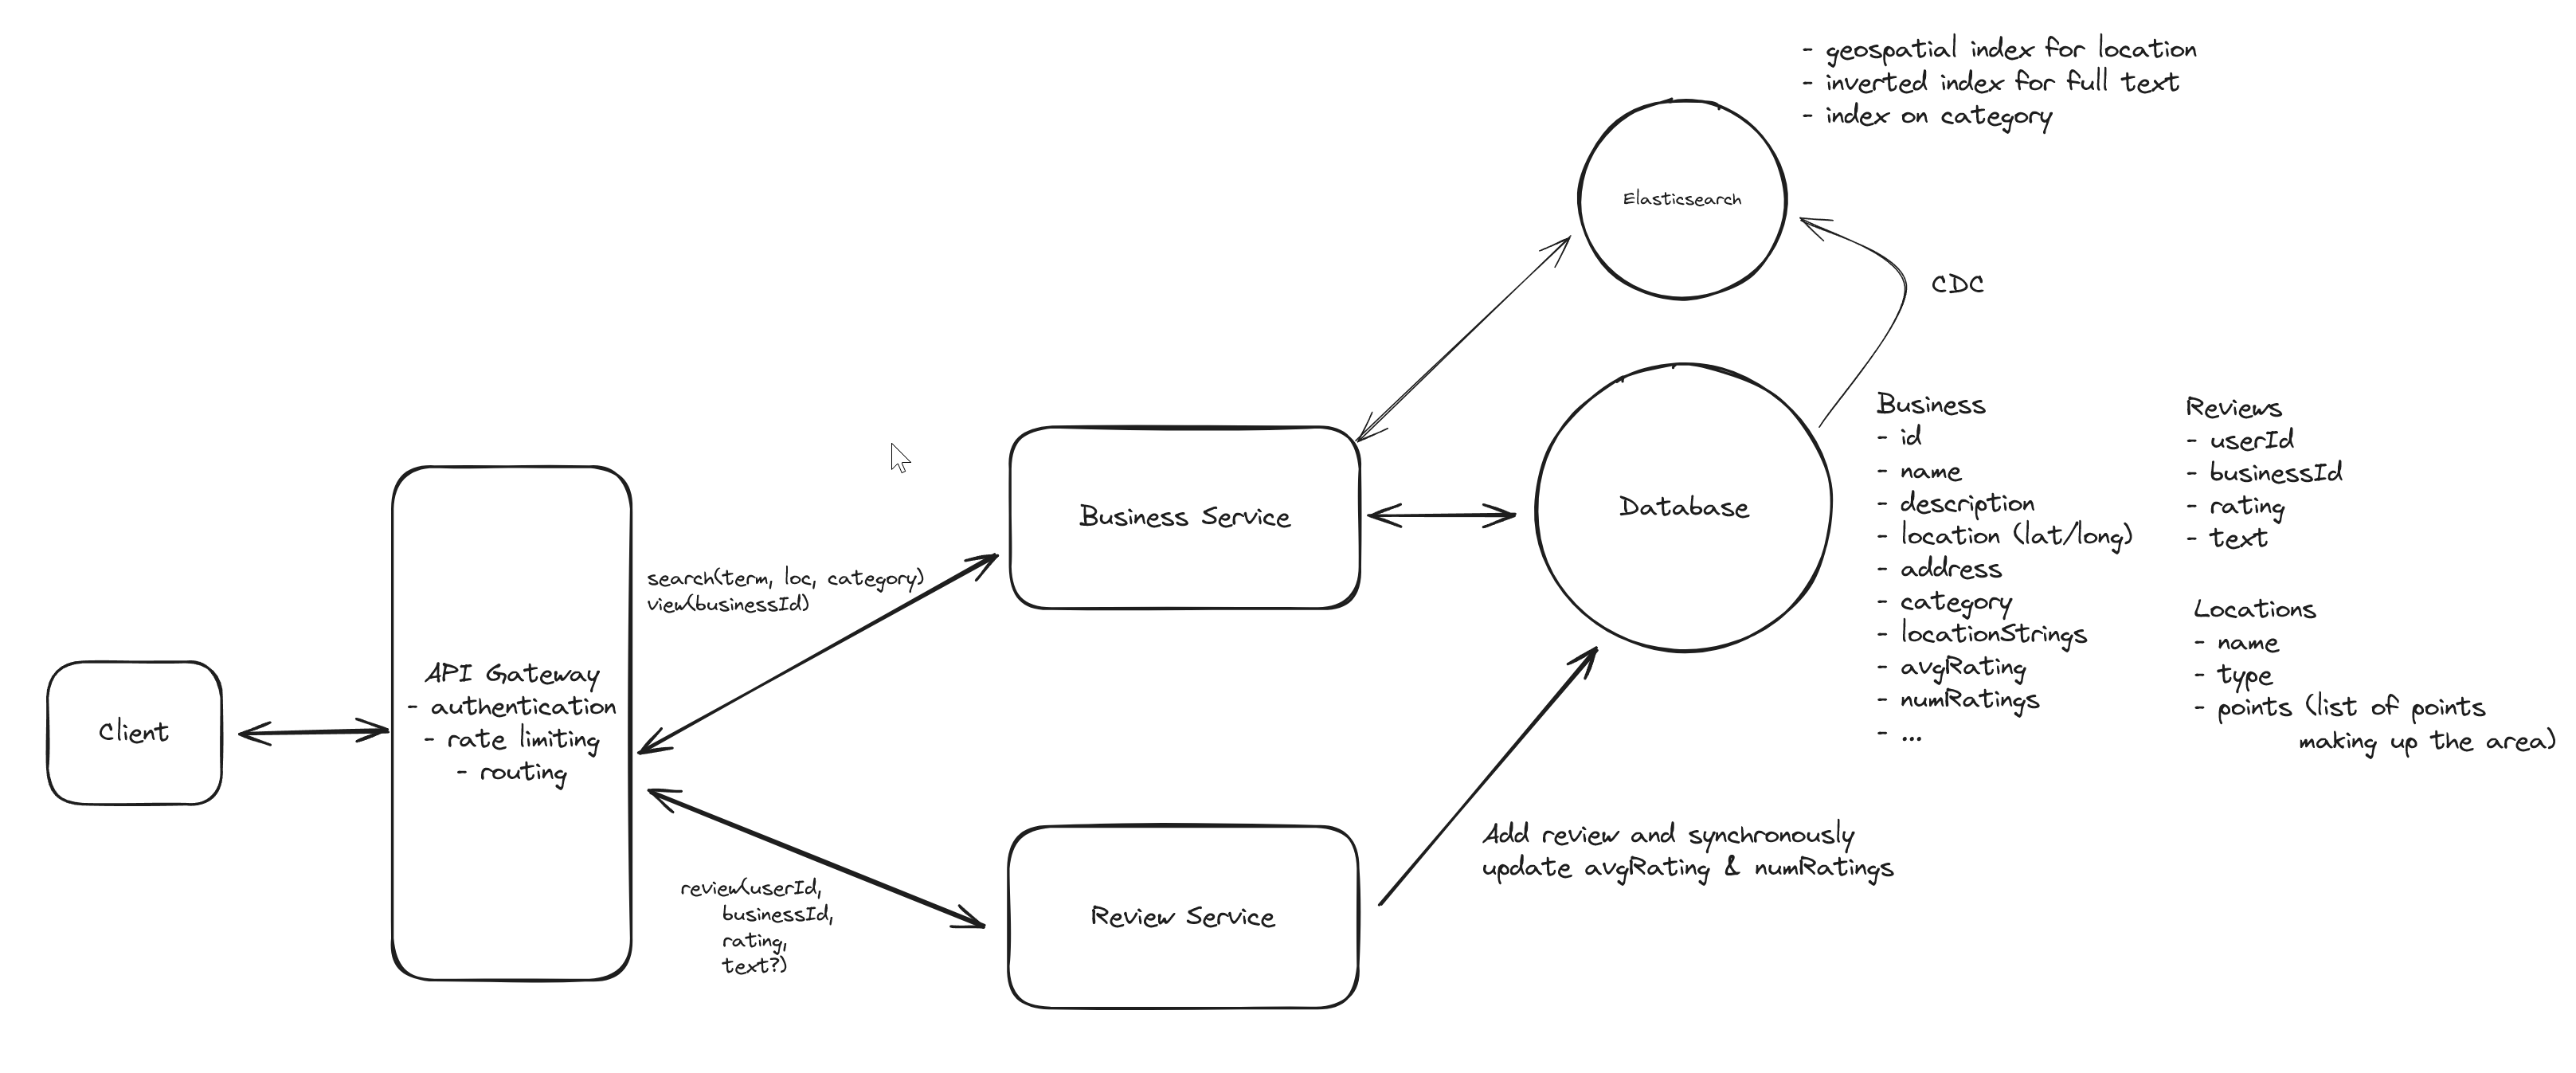 - geospatial index for location
- inverted index for full text
- index on category
Elasticsearch
CDC
Business
- id
- name
- description
- location (lat/long)
- address
- category
- locationStrings
- avgRating
- numRatings
- ...
Reviews
- userId
- businessId
- rating
- text
Locations
- name
- type
- points (list of points
making up the area)
Database
Business Service
search(term, loc, category)
view(businessId)
API Gateway
- authentication
- rate limiting
- routing
Client
Add review and synchronously
update avgRating & numRatings
review(userId,
businessId,
rating,
text?)
Review Service